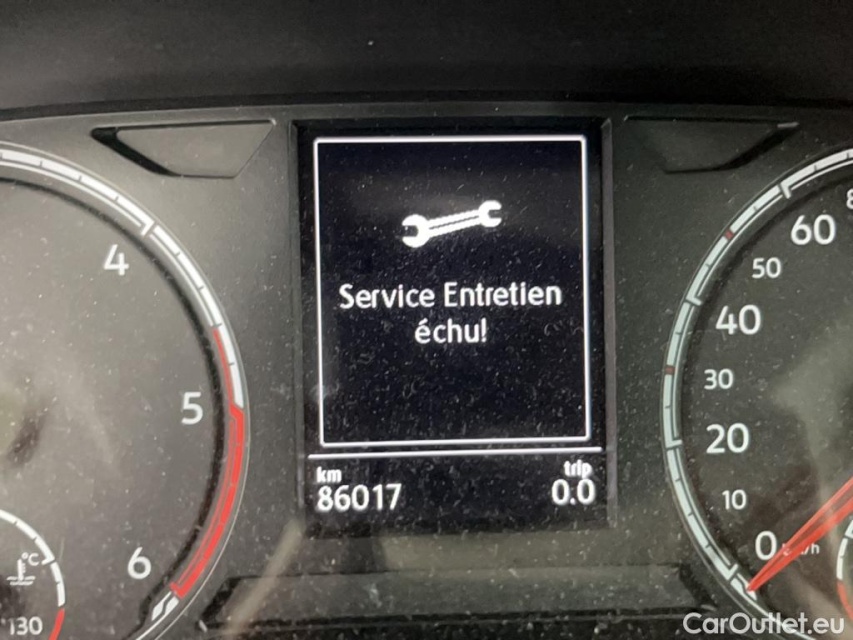 Service Entretien
échu!
km
86017
trip
0.0
4
5
6
°C
130
60
50
40
30
20
10
0
km/h
CarOutlet.eu